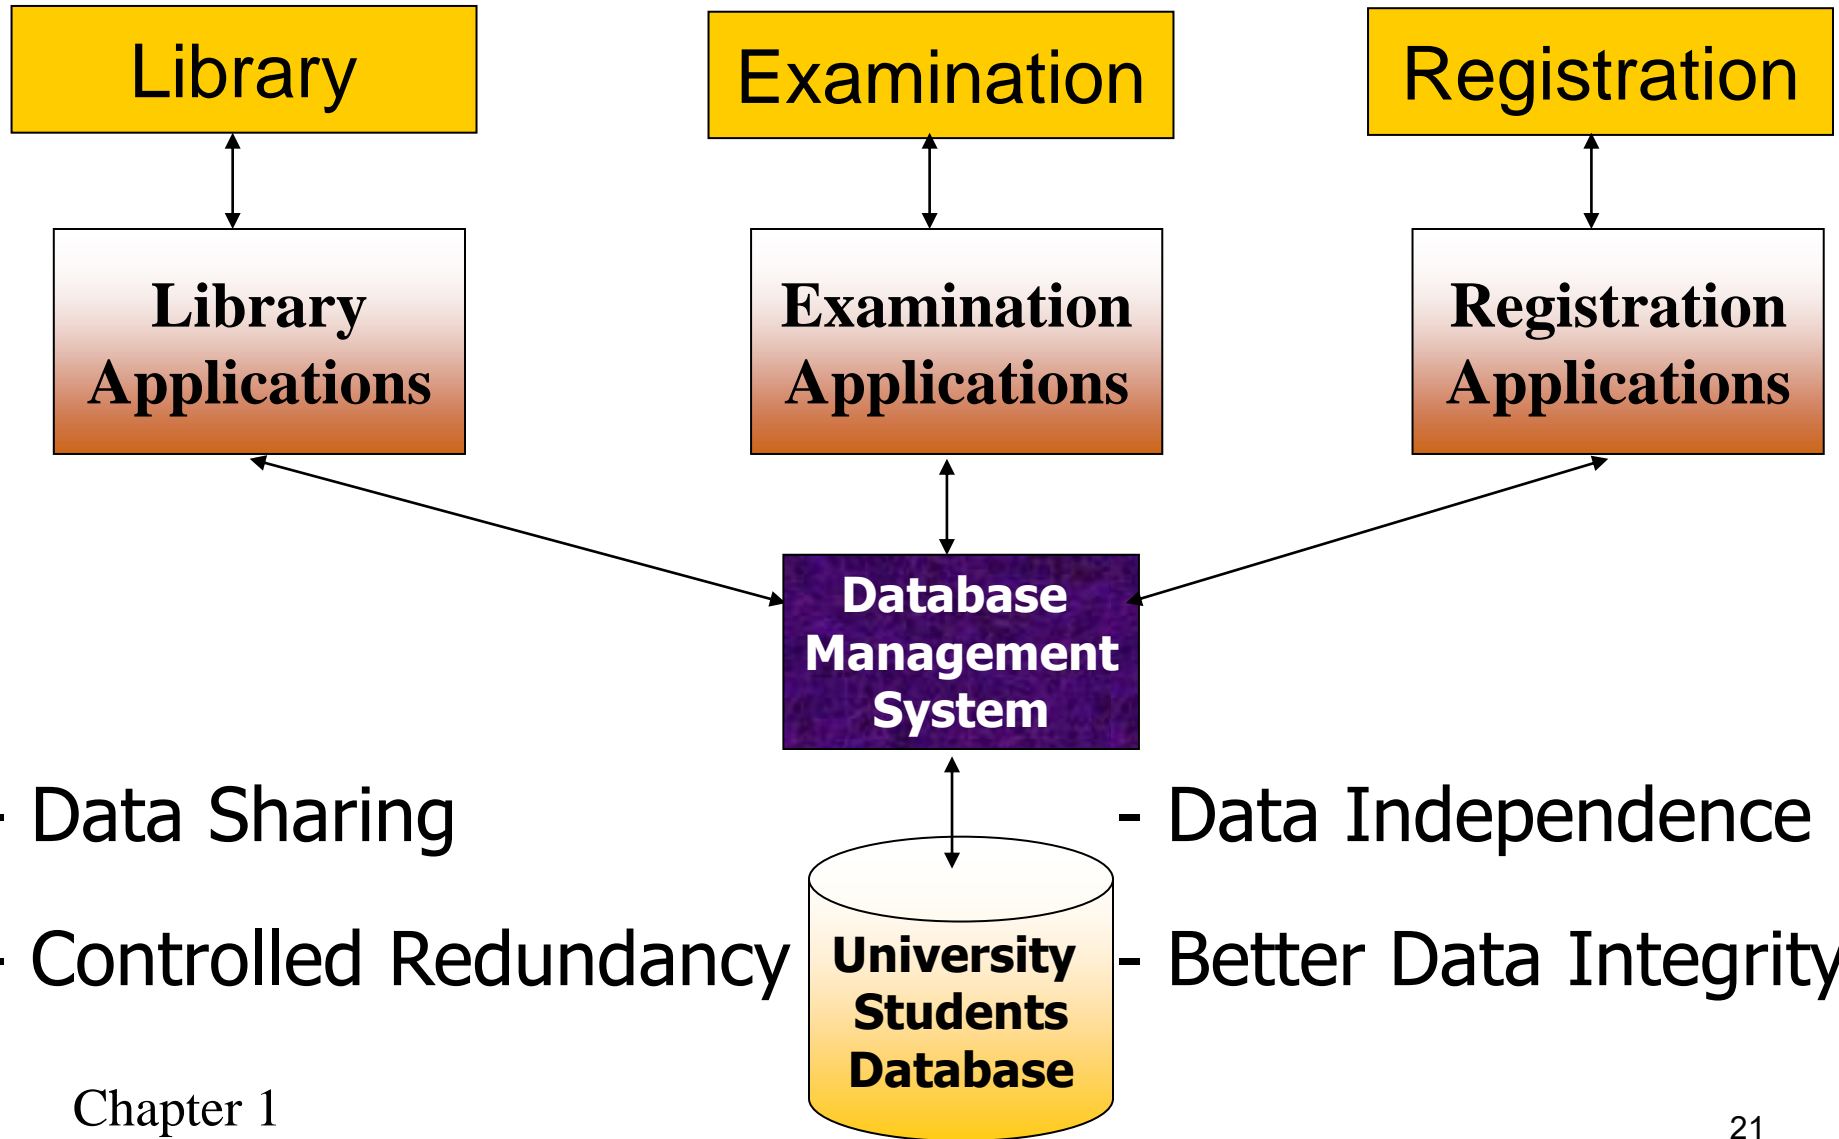 Library
Examination
Registration
Library
Applications
Examination
Applications
Registration
Applications
Database
Management
System
- Data Sharing
- Data Independence
- Controlled Redundancy
- Better Data Integrity
University
Students
Database
Chapter 1
21